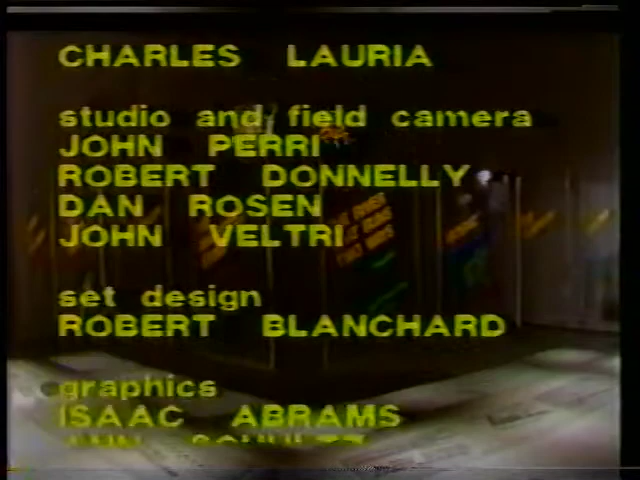 CHARLES LAURIA
studio and field camera
JOHN PERRI
ROBERT DONNELLY
DAN ROSEN
JOHN VELTRI
set design
ROBERT BLANCHARD
graphics
ISAAC ABRAMS